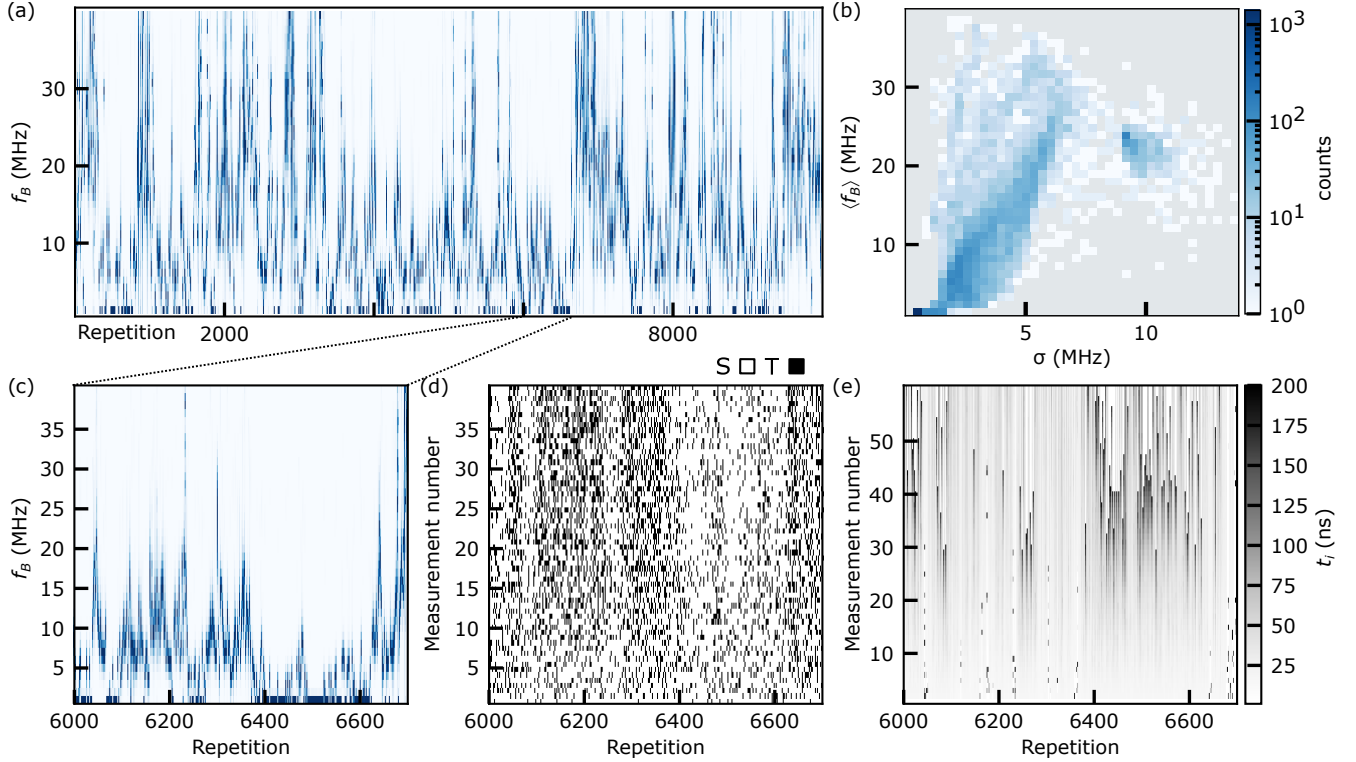 (a)
f_B (MHz)
30
20
10
Repetition
2000
8000
(b)
⟨f_B⟩ (MHz)
30
20
10
5
10
σ (MHz)
10^3
10^2
10^1
10^0
counts
(c)
f_B (MHz)
35
30
25
20
15
10
5
6000
6200
6400
6600
Repetition
S T
(d)
Measurement number
35
30
25
20
15
10
5
6000
6200
6400
6600
Repetition
(e)
Measurement number
50
40
30
20
10
6000
6200
6400
6600
Repetition
200
175
150
125
100
75
50
25
t_i (ns)